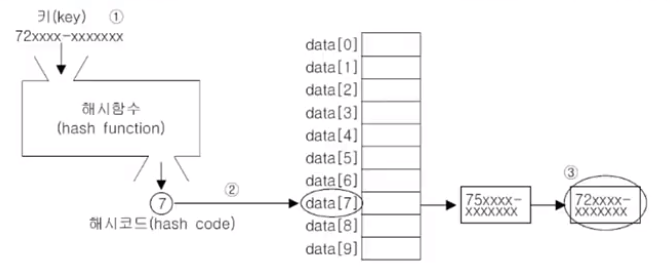 키(key) ①
72xxxx-xxxxxxx
해시함수
(hash function)
7
②
해시코드(hash code)
data[0]
data[1]
data[2]
data[3]
data[4]
data[5]
data[6]
data[7]
data[8]
data[9]
75xxxx-
xxxxxxx
③
72xxxx-
xxxxxxx